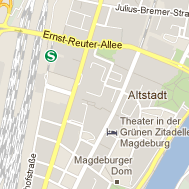 Julius-Bremer-Stra
Ernst-Reuter-Allee
S
Altstadt
Theater in der
Grünen Zitadelle
Magdeburg
Magdeburger
Dom
hofstraße